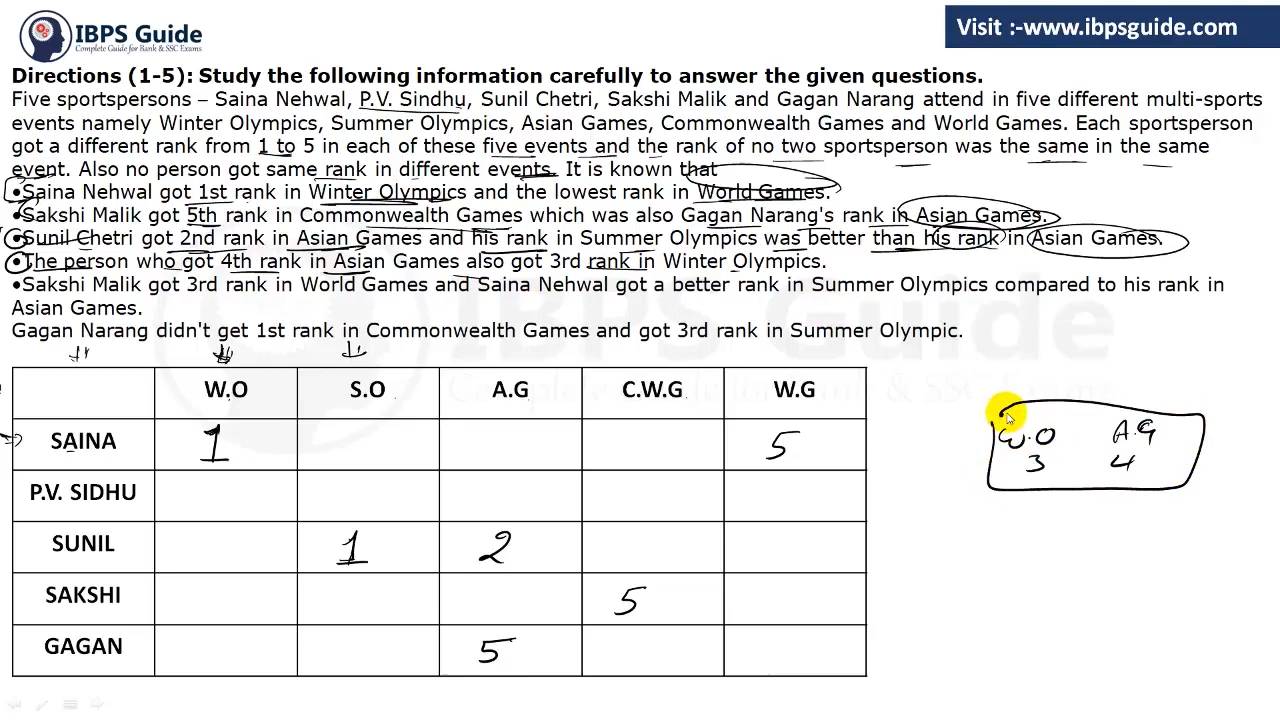 IBPS Guide
Complete Guide for Bank & SSC Exams
Visit :-www.ibpsguide.com
Directions (1-5): Study the following information carefully to answer the given questions.
Five sportspersons – Saina Nehwal, P.V. Sindhu, Sunil Chetri, Sakshi Malik and Gagan Narang attend in five different multi-sports
events namely Winter Olympics, Summer Olympics, Asian Games, Commonwealth Games and World Games. Each sportsperson
got a different rank from 1 to 5 in each of these five events and the rank of no two sportsperson was the same in the same
event. Also no person got same rank in different events. It is known that
•Saina Nehwal got 1st rank in Winter Olympics and the lowest rank in World Games.
•Sakshi Malik got 5th rank in Commonwealth Games which was also Gagan Narang's rank in Asian Games.
•Sunil Chetri got 2nd rank in Asian Games and his rank in Summer Olympics was better than his rank in Asian Games.
•The person who got 4th rank in Asian Games also got 3rd rank in Winter Olympics.
•Sakshi Malik got 3rd rank in World Games and Saina Nehwal got a better rank in Summer Olympics compared to his rank in
Asian Games.
Gagan Narang didn't get 1st rank in Commonwealth Games and got 3rd rank in Summer Olympic.
IBPS Guide
Complete Guide for Bank & SSC Exams
W.O S.O A.G C.W.G W.G
SAINA 1 5
P.V. SIDHU
SUNIL 1 2
SAKSHI 5
GAGAN 5
W.O A.G
3 4